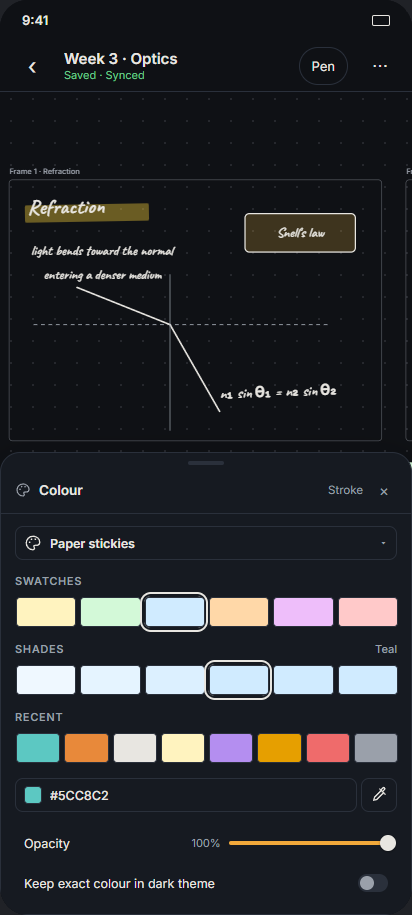 9:41
Week 3 · Optics
Saved · Synced
Pen
Frame 1 · Refraction
Refraction
Snell's law
light bends toward the normal
entering a denser medium
n1 sin θ1 = n2 sin θ2
Colour
Stroke
Paper stickies
SWATCHES
SHADES
Teal
RECENT
#5CC8C2
Opacity
100%
Keep exact colour in dark theme